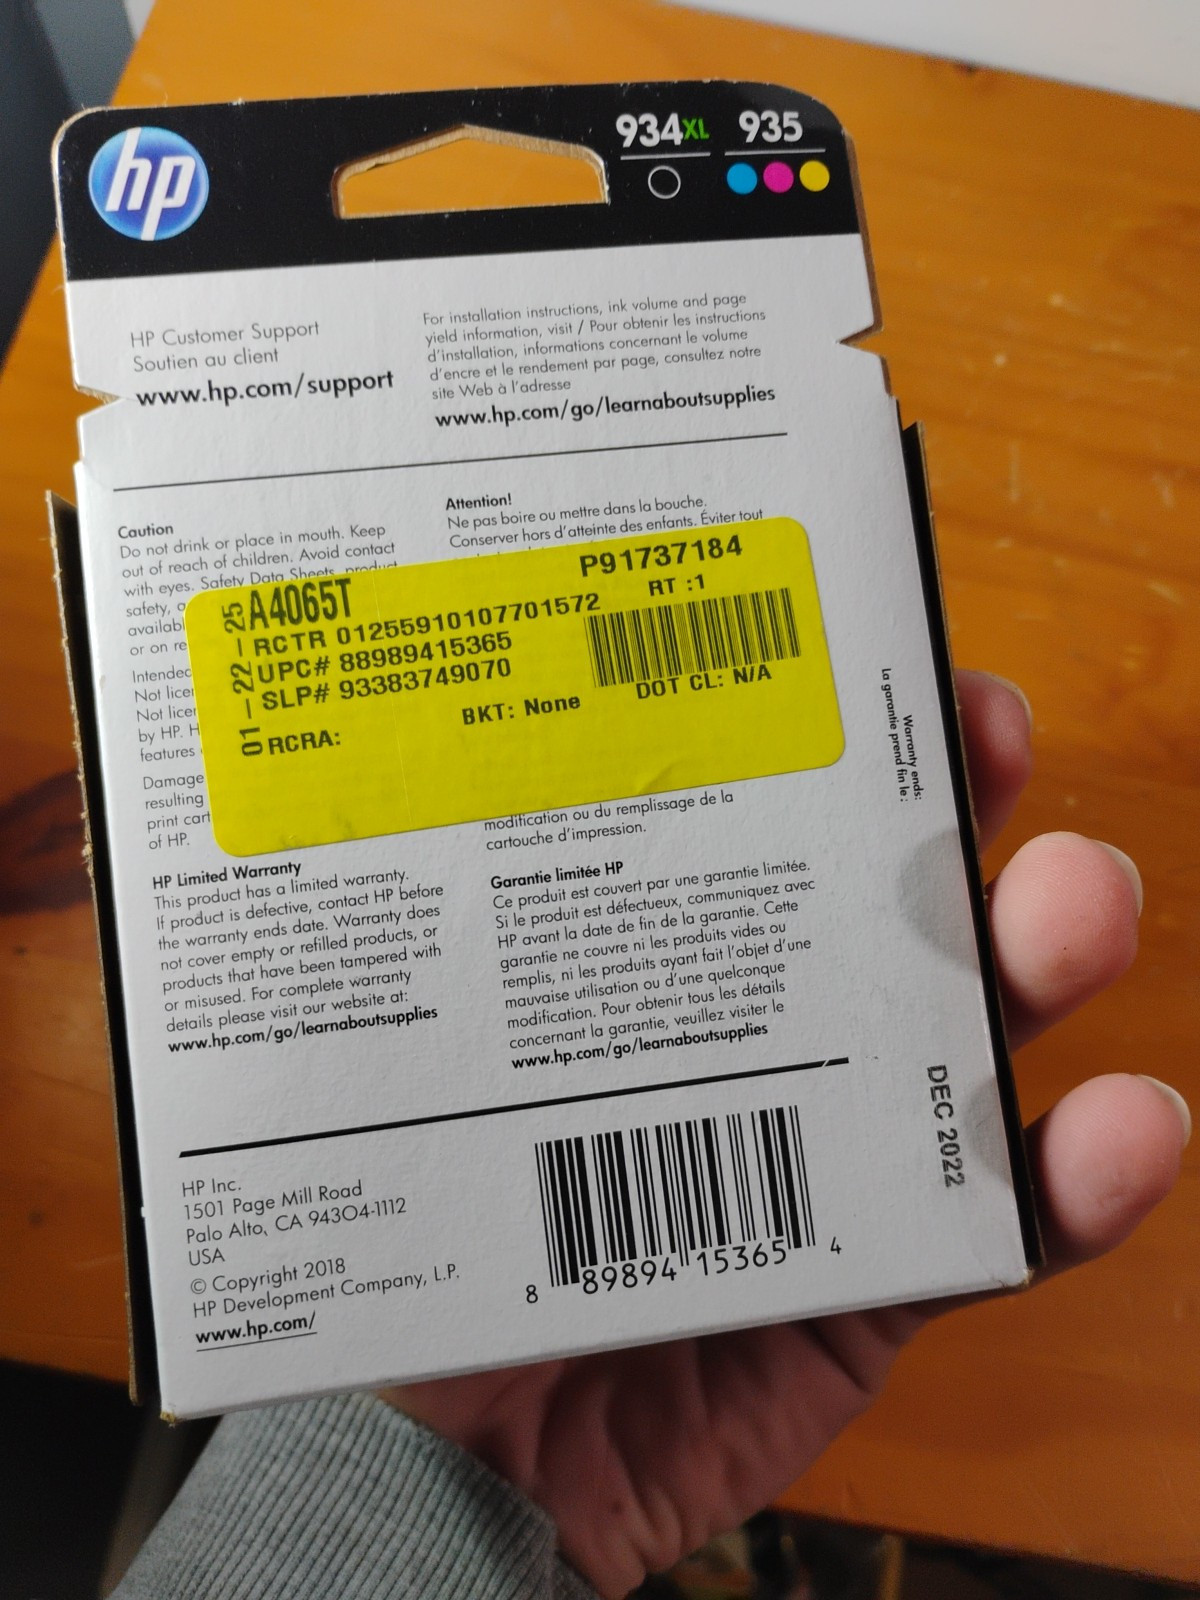 hp
934XL 935
HP Customer Support
Soutien au client
www.hp.com/support
For installation instructions, ink volume and page
yield information, visit / Pour obtenir les instructions
d'installation, informations concernant le volume
d'encre et le rendement par page, consultez notre
site Web à l'adresse
www.hp.com/go/learnaboutsupplies
Caution
Do not drink or place in mouth. Keep
out of reach of children. Avoid contact
with eyes. Safety Data Sheets, product
safety,
or on
Intended
Not
Not
by HP.
features
Damage
resulting
print
of HP.
Attention!
Ne pas boire ou mettre dans la bouche.
Conserver hors d'atteinte des enfants. Éviter tout
P91737184
A4065T
RT :1
RCTR 01255910107701572
UPC# 88989415365
SLP# 93383749070
01-22-25
DOT CL: N/A
BKT: None
RCRA:
modification ou du remplissage de la
cartouche d'impression.
HP Limited Warranty
This product has a limited warranty.
If product is defective, contact HP before
the warranty ends date. Warranty does
not cover empty or refilled products, or
products that have been tampered with
or misused. For complete warranty
details please visit our website at:
www.hp.com/go/learnaboutsupplies
Garantie limitée HP
Ce produit est couvert par une garantie limitée.
Si le produit est défectueux, communiquez avec
HP avant la date de fin de la garantie. Cette
garantie ne couvre ni les produits vides ou
remplis, ni les produits ayant fait l'objet d'une
mauvaise utilisation ou d'une quelconque
modification. Pour obtenir tous les détails
concernant la garantie, veuillez visiter le
www.hp.com/go/learnaboutsupplies
Warranty ends:
La garantie prend fin le :
DEC 2022
HP Inc.
1501 Page Mill Road
Palo Alto, CA 94304-1112
USA
© Copyright 2018
HP Development Company, L.P.
www.hp.com/
8 89894 15365 4